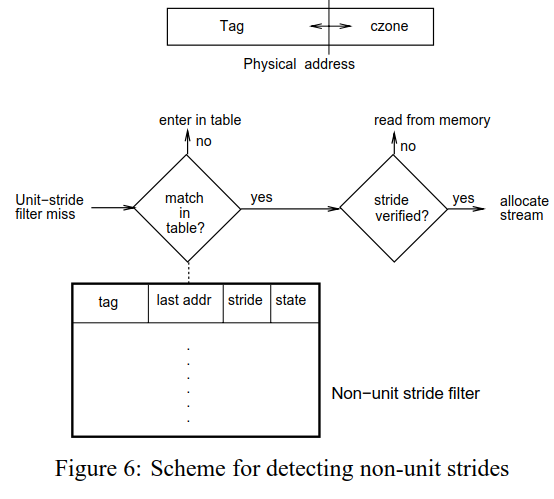 Tag
czone
Physical address
enter in table
read from memory
no
no
Unit−stride
filter miss
match
in
table?
yes
stride
verified?
yes
allocate
stream
tag
last addr
stride
state
Non−unit stride filter
Figure 6: Scheme for detecting non-unit strides